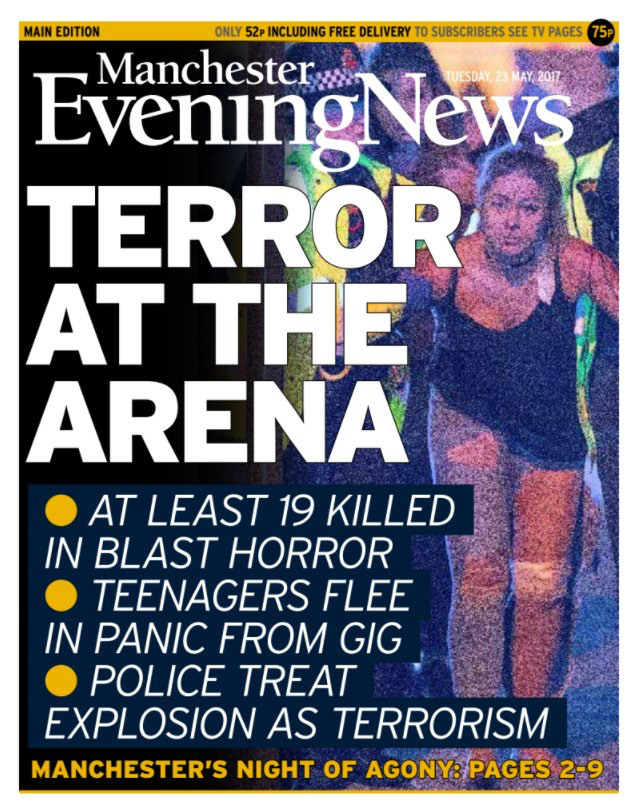 MAIN EDITION
ONLY 52P INCLUDING FREE DELIVERY TO SUBSCRIBERS SEE TV PAGES 75P
Manchester
TUESDAY, 23 MAY, 2017
EveningNews
TERROR
AT THE
ARENA
● AT LEAST 19 KILLED
IN BLAST HORROR
● TEENAGERS FLEE
IN PANIC FROM GIG
● POLICE TREAT
EXPLOSION AS TERRORISM
MANCHESTER'S NIGHT OF AGONY: PAGES 2-9